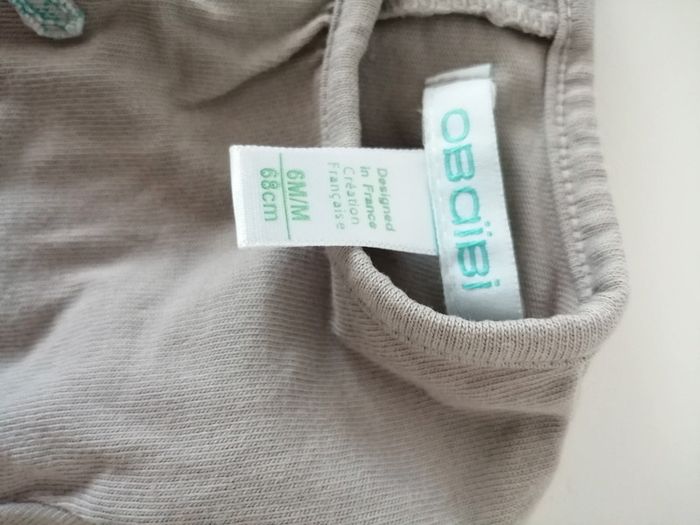 OBaïBi
Designed
in France
Création
Française
6M/M
68cm